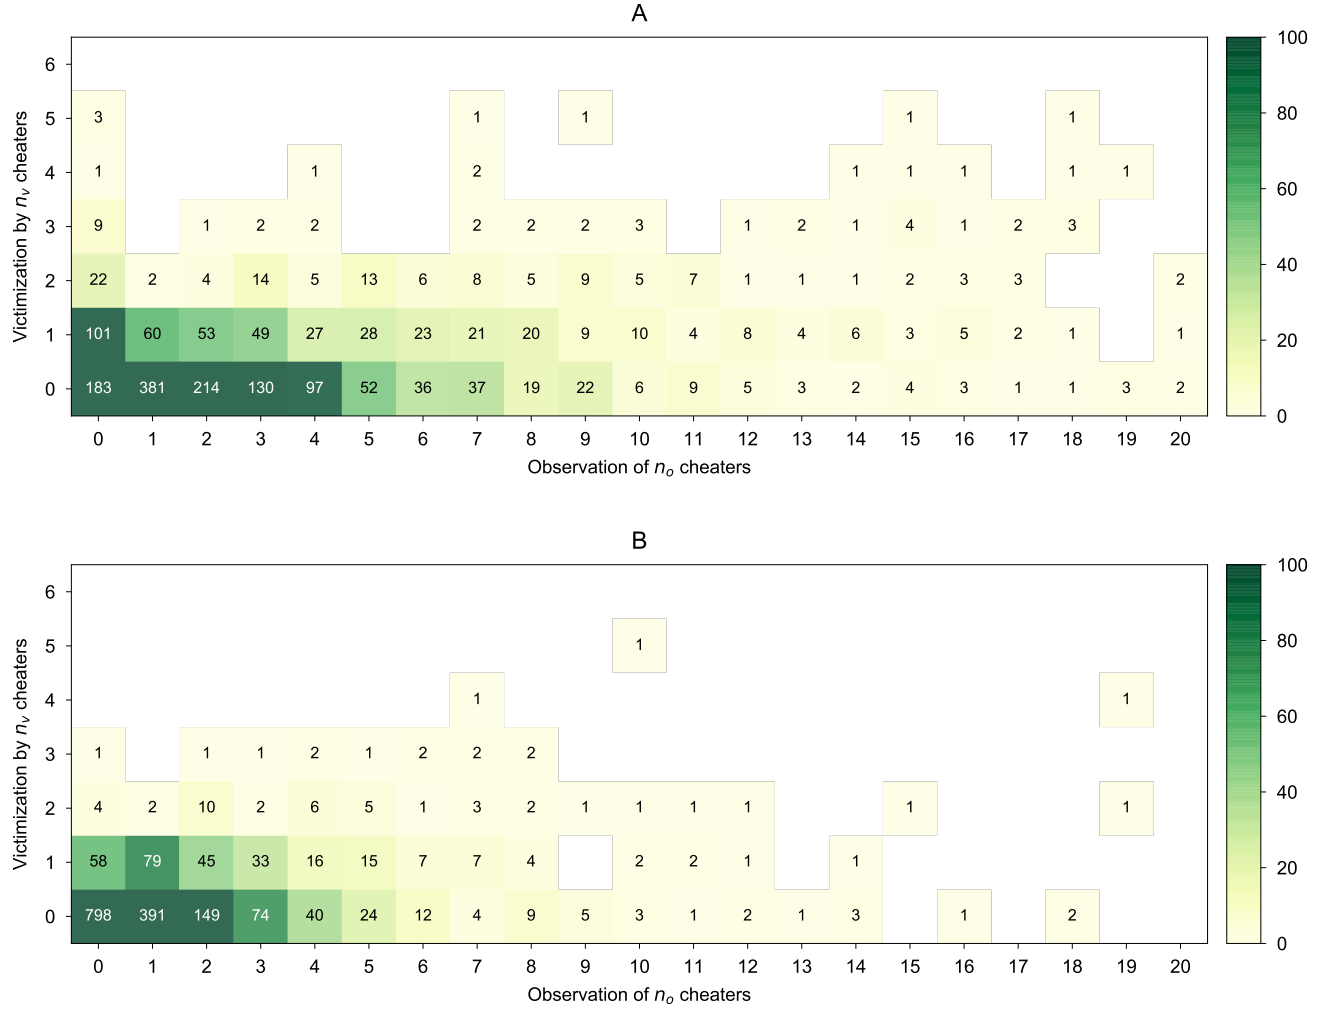 A
6
5 3 1 1 1 1
4 1 1 2 1 1 1 1 1
3 9 1 2 2 2 2 2 3 1 2 1 4 1 2 3
2 22 2 4 14 5 13 6 8 5 9 5 7 1 1 1 2 3 3 2
1 101 60 53 49 27 28 23 21 20 9 10 4 8 4 6 3 5 2 1 1
0 183 381 214 130 97 52 36 37 19 22 6 9 5 3 2 4 3 1 1 3 2
0 1 2 3 4 5 6 7 8 9 10 11 12 13 14 15 16 17 18 19 20
Observation of nₒ cheaters
Victimization by nᵥ cheaters
100
80
60
40
20
0
B
6
5 1
4 1 1
3 1 1 1 2 1 2 2 2
2 4 2 10 2 6 5 1 3 2 1 1 1 1 1 1
1 58 79 45 33 16 15 7 7 4 2 2 1 1
0 798 391 149 74 40 24 12 4 9 5 3 1 2 1 3 1 2
0 1 2 3 4 5 6 7 8 9 10 11 12 13 14 15 16 17 18 19 20
Observation of nₒ cheaters
Victimization by nᵥ cheaters
100
80
60
40
20
0